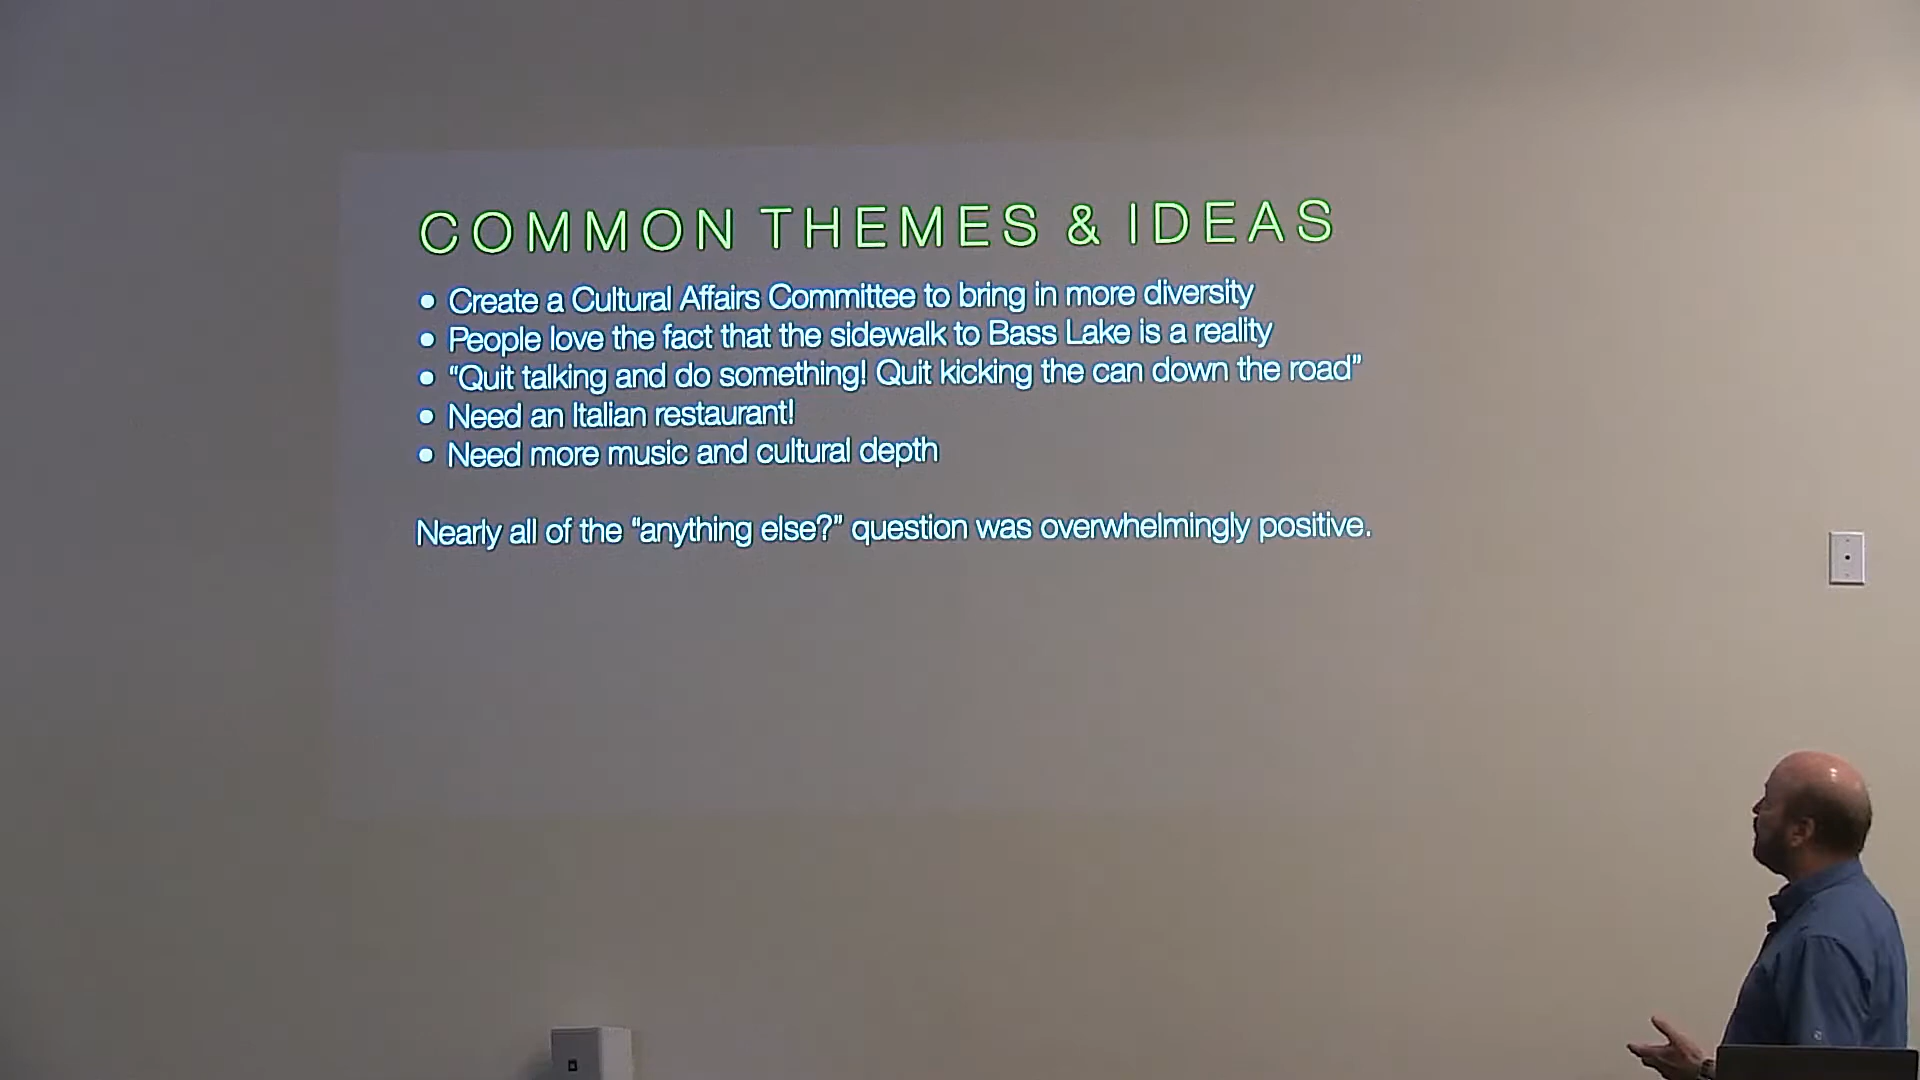 COMMON THEMES & IDEAS
• Create a Cultural Affairs Committee to bring in more diversity
• People love the fact that the sidewalk to Bass Lake is a reality
• “Quit talking and do something! Quit kicking the can down the road”
• Need an Italian restaurant!
• Need more music and cultural depth
Nearly all of the “anything else?” question was overwhelmingly positive.